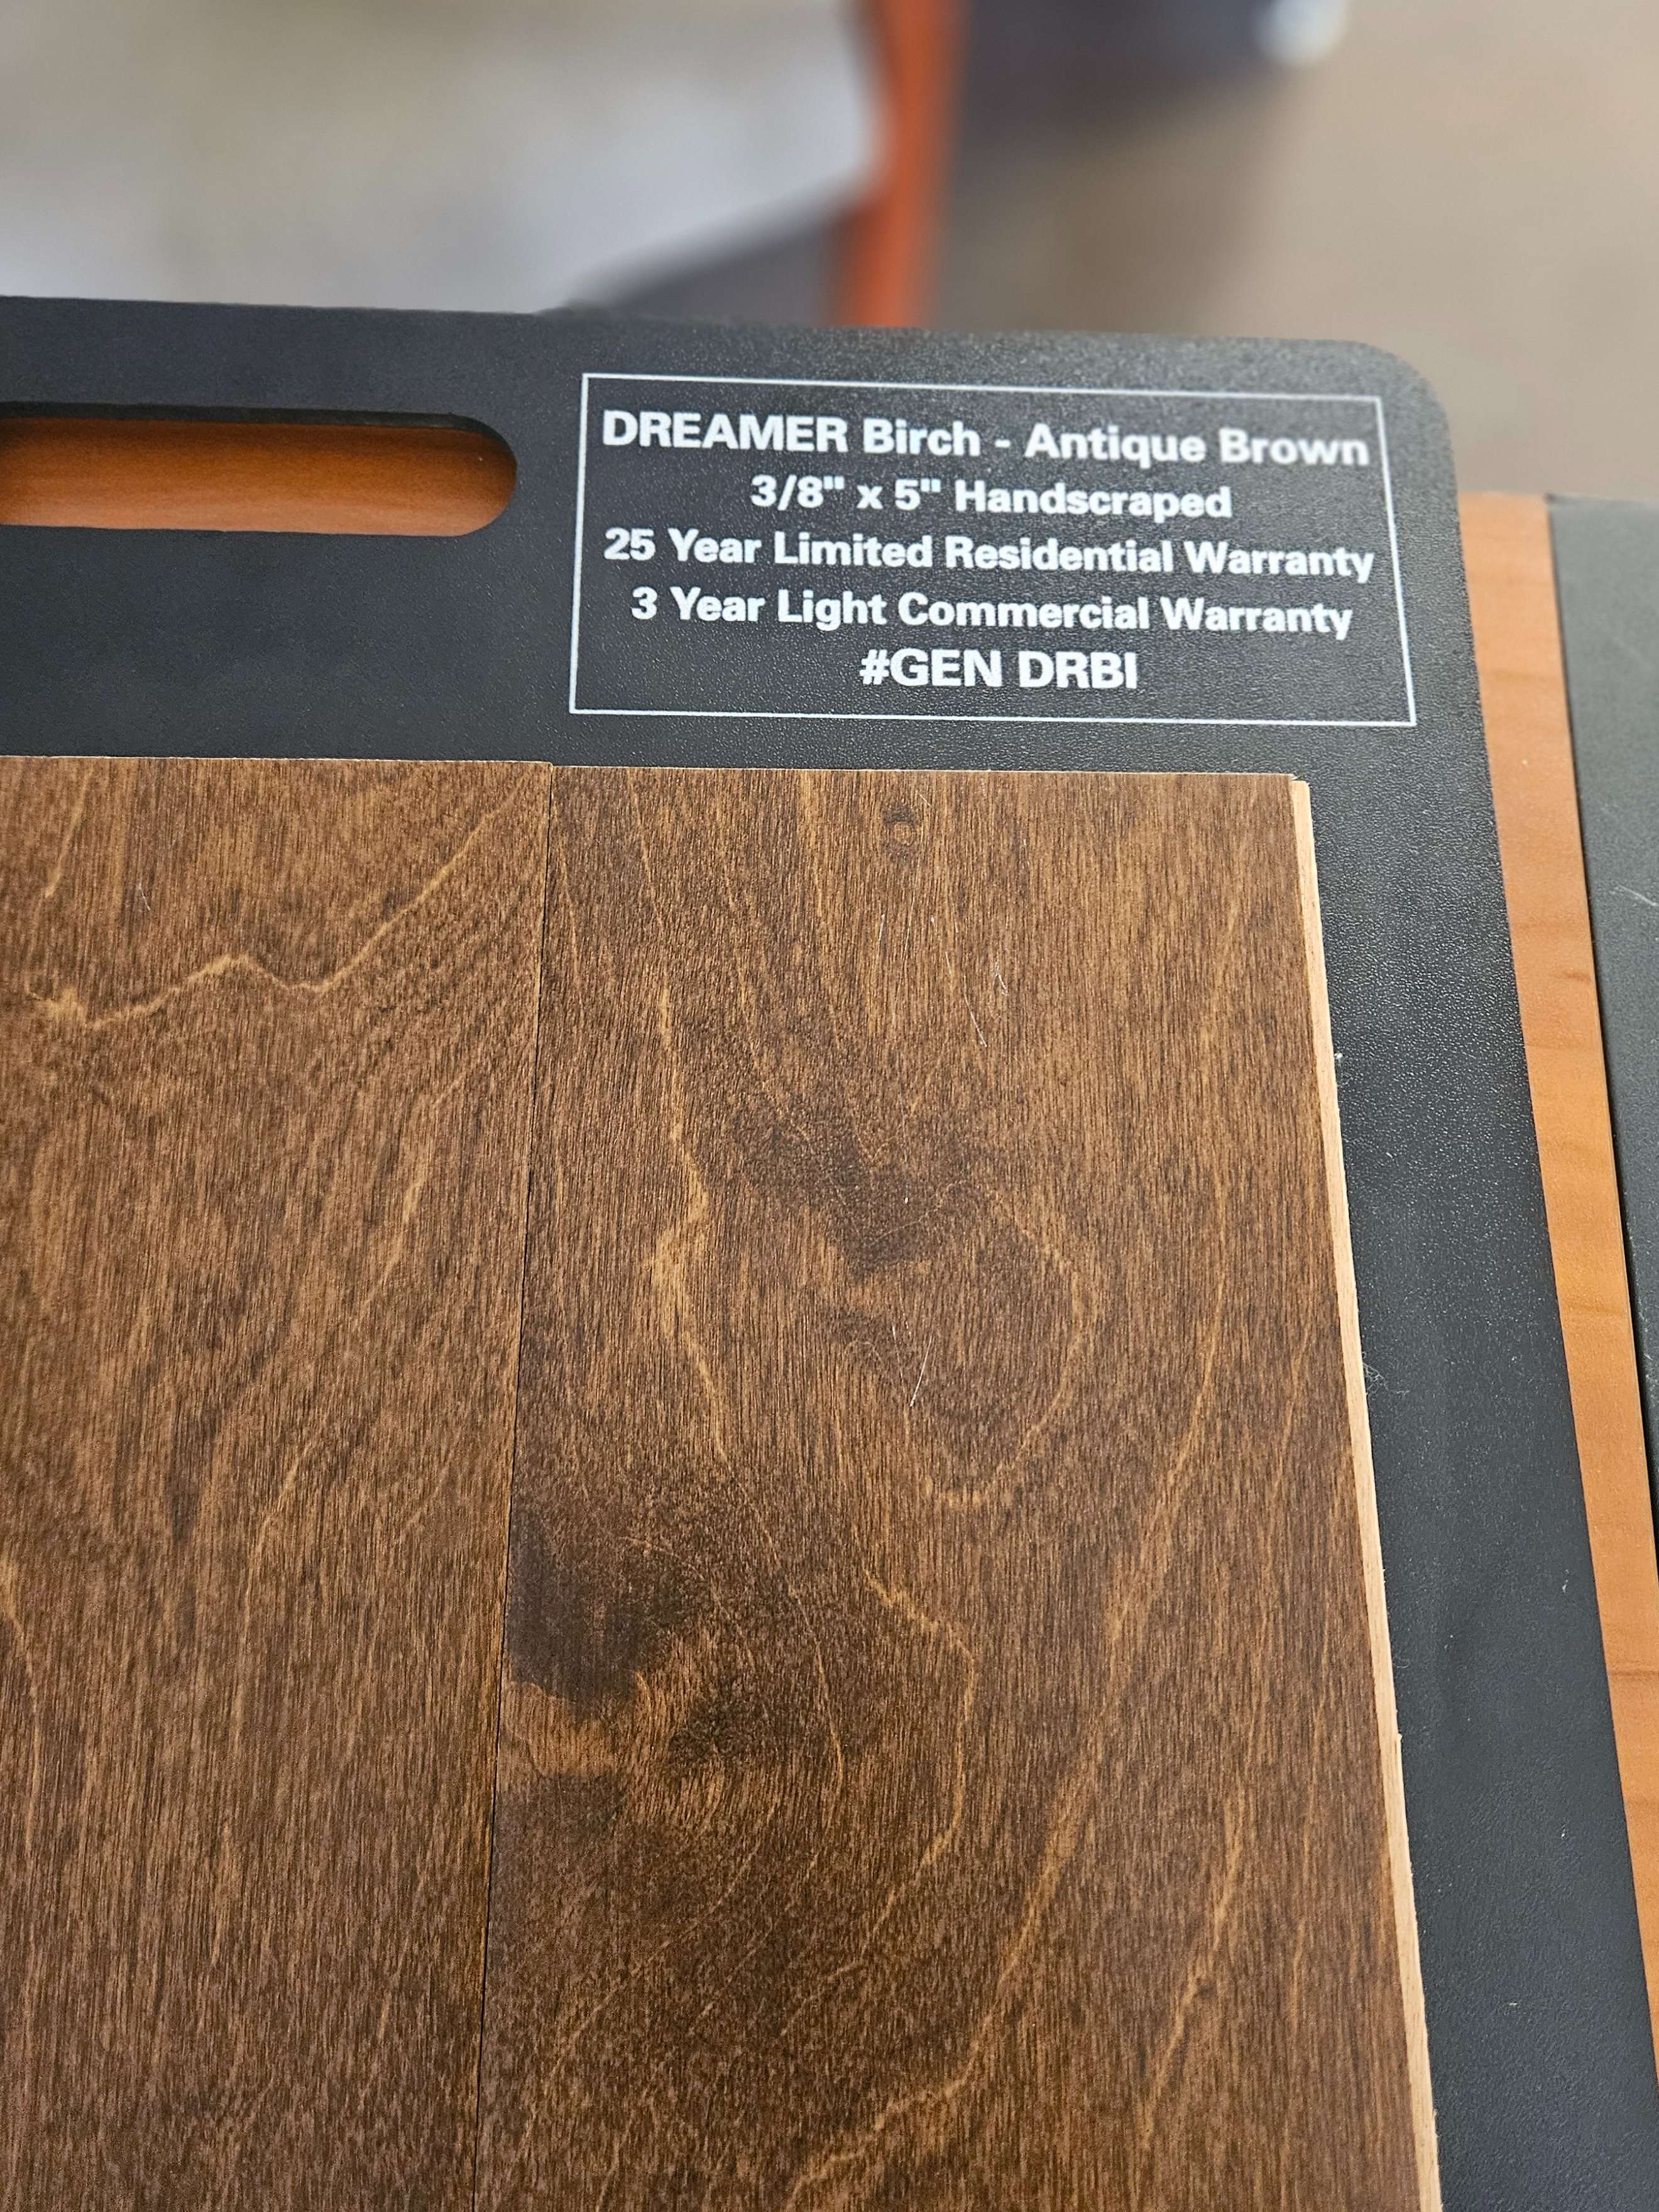 DREAMER Birch - Antique Brown
3/8" x 5" Handscraped
25 Year Limited Residential Warranty
3 Year Light Commercial Warranty
#GEN DRBI